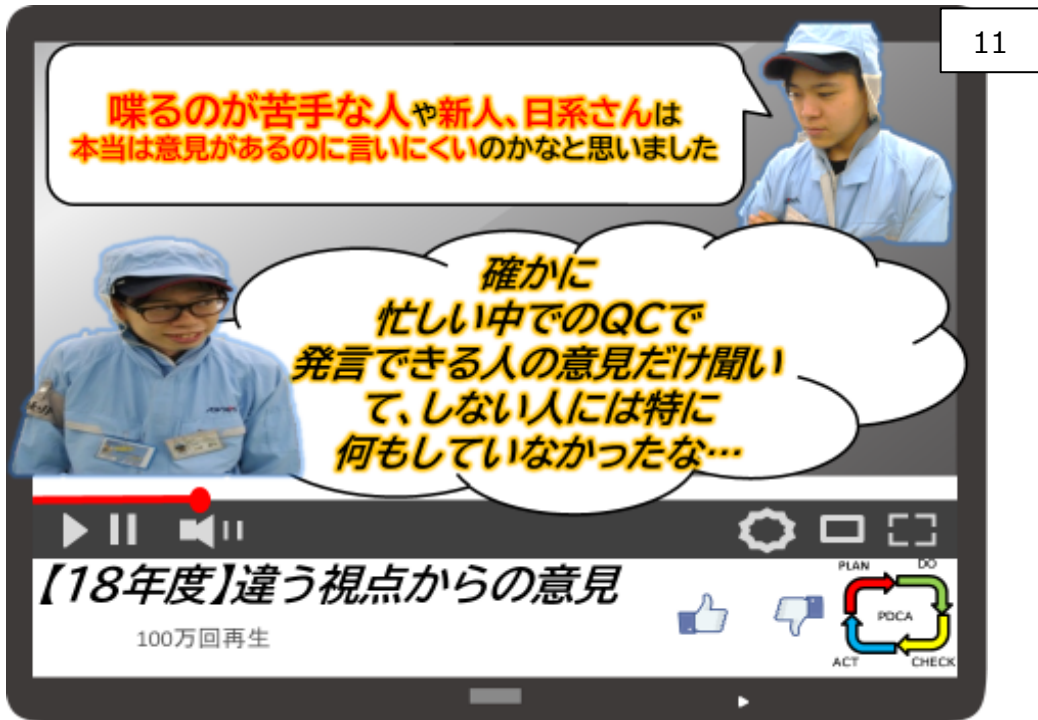 11
喋るのが苦手な人や新人、日系さんは
本当は意見があるのに言いにくいのかなと思いました
確かに
忙しい中でのQCで
発言できる人の意見だけ聞い
て、しない人には特に
何もしていなかったな…
【18年度】違う視点からの意見
100万回再生
PLAN
DO
PDCA
ACT
CHECK